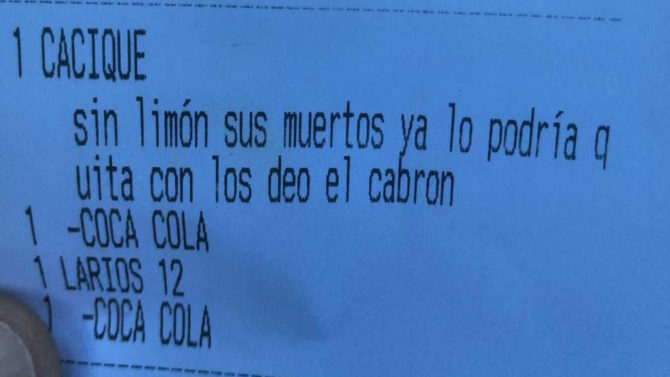 1 CACIQUE
sin limón sus muertos ya lo podría q
uita con los deo el cabron
1 -COCA COLA
1 LARIOS 12
1 -COCA COLA